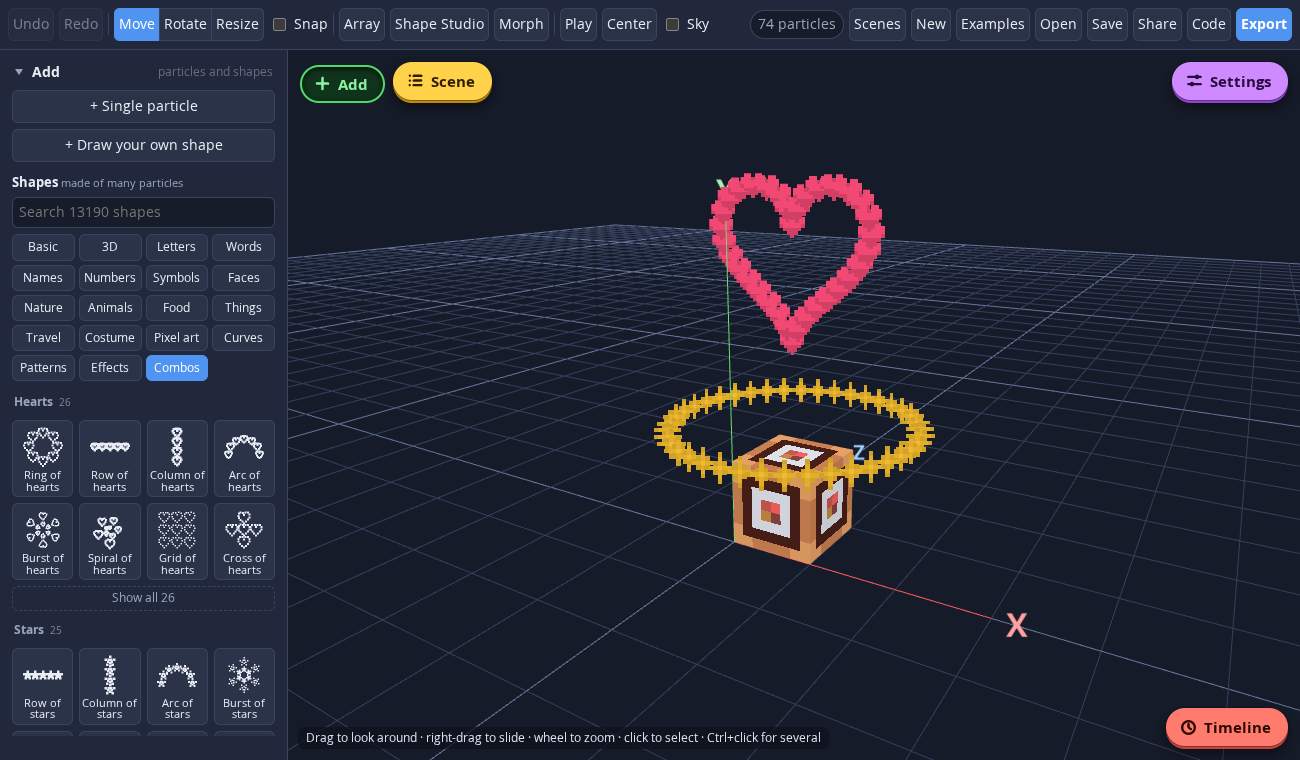 Undo Redo Move Rotate Resize Snap Array Shape Studio Morph Play Center Sky 74 particles Scenes New Examples Open Save Share Code Export
Add particles and shapes
+ Single particle
+ Draw your own shape
Shapes made of many particles
Search 13190 shapes
Basic 3D Letters Words
Names Numbers Symbols Faces
Nature Animals Food Things
Travel Costume Pixel art Curves
Patterns Effects Combos
Hearts 26
Ring of hearts
Row of hearts
Column of hearts
Arc of hearts
Burst of hearts
Spiral of hearts
Grid of hearts
Cross of hearts
Show all 26
Stars 25
Row of stars
Column of stars
Arc of stars
Burst of stars
+ Add
Scene
Settings
Y
Z
X
Drag to look around · right-drag to slide · wheel to zoom · click to select · Ctrl+click for several
Timeline